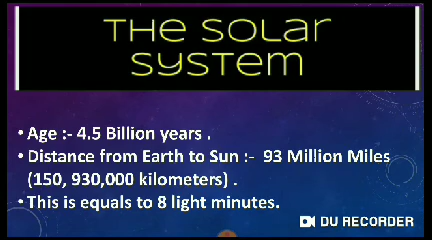 THE SOLAR
SYSTEM
• Age :- 4.5 Billion years .
• Distance from Earth to Sun :- 93 Million Miles
(150, 930,000 kilometers) .
• This is equals to 8 light minutes.
DU RECORDER